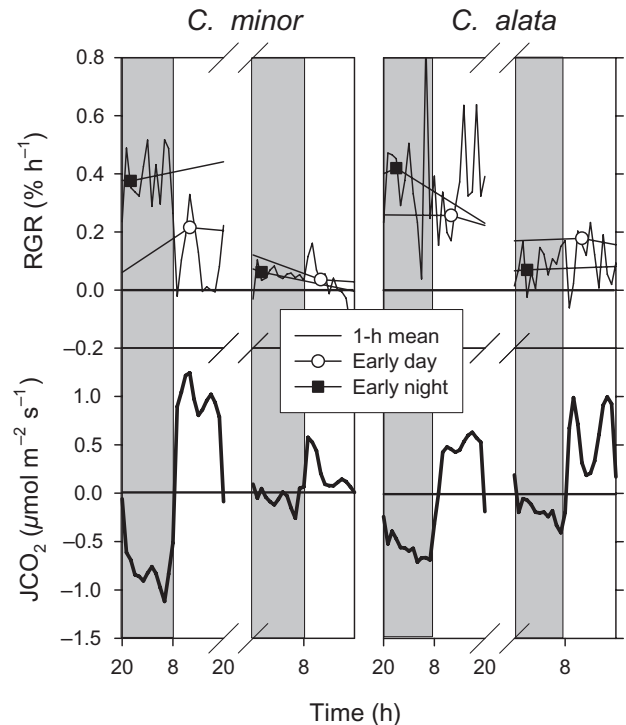 C. minor C. alata
0.8
0.6
0.4
0.2
0.0
–0.2
RGR (% h⁻¹)
1-h mean
Early day
Early night
1.0
0.5
0.0
–0.5
–1.0
–1.5
JCO₂ (µmol m⁻² s⁻¹)
20 8 20 8 20 8 20 8
Time (h)